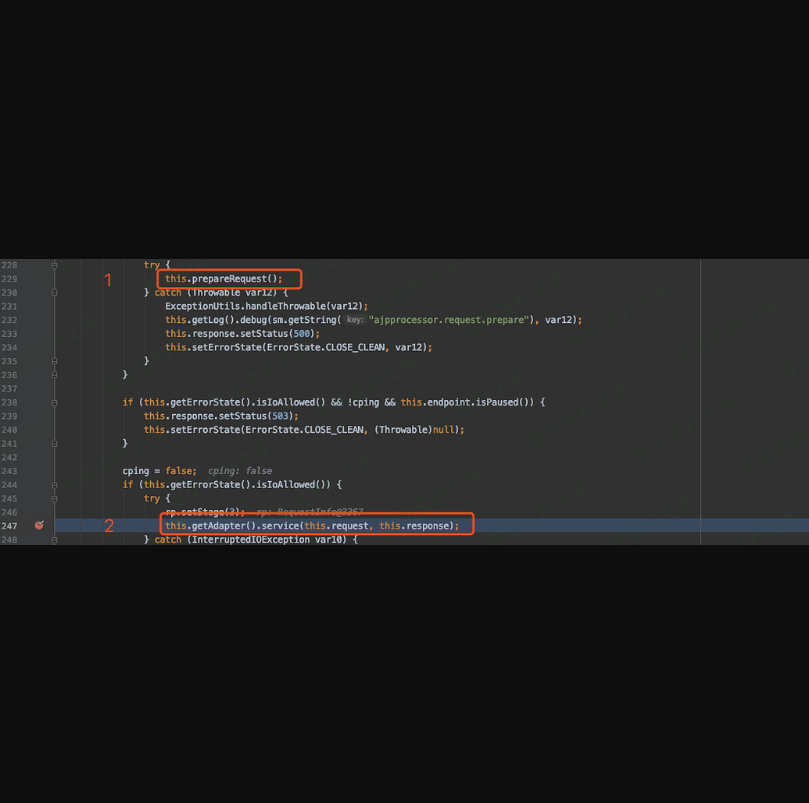 228 try {
229 1 this.prepareRequest();
230 } catch (Throwable var12) {
231 ExceptionUtils.handleThrowable(var12);
232 this.getLog().debug(sm.getString( key: "ajpprocessor.request.prepare"), var12);
233 this.response.setStatus(500);
234 this.setErrorState(ErrorState.CLOSE_CLEAN, var12);
235 }
236 }
237
238 if (this.getErrorState().isIoAllowed() && !cping && this.endpoint.isPaused()) {
239 this.response.setStatus(503);
240 this.setErrorState(ErrorState.CLOSE_CLEAN, (Throwable)null);
241 }
242
243 cping = false; cping: false
244 if (this.getErrorState().isIoAllowed()) {
245 try {
246 rp.setStage(3); rp: RequestInfo@3367
247 2 this.getAdapter().service(this.request, this.response);
248 } catch (InterruptedIOException var10) {